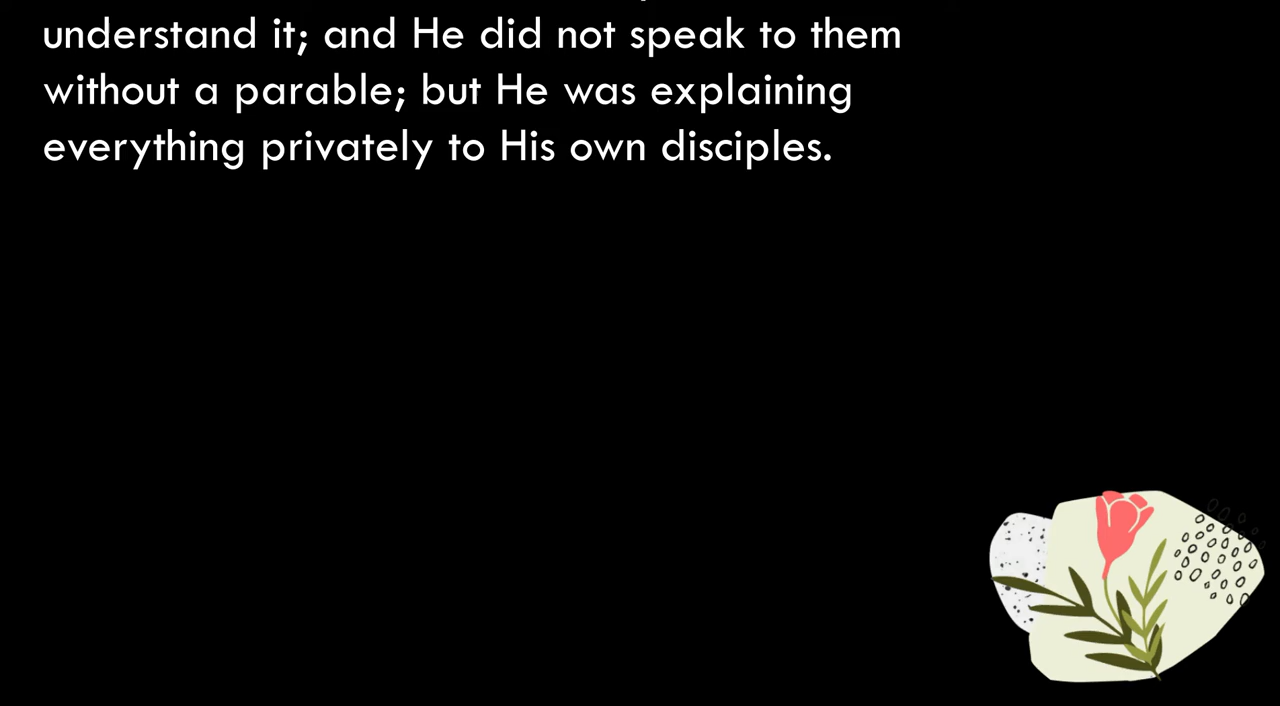 understand it; and He did not speak to them
without a parable; but He was explaining
everything privately to His own disciples.